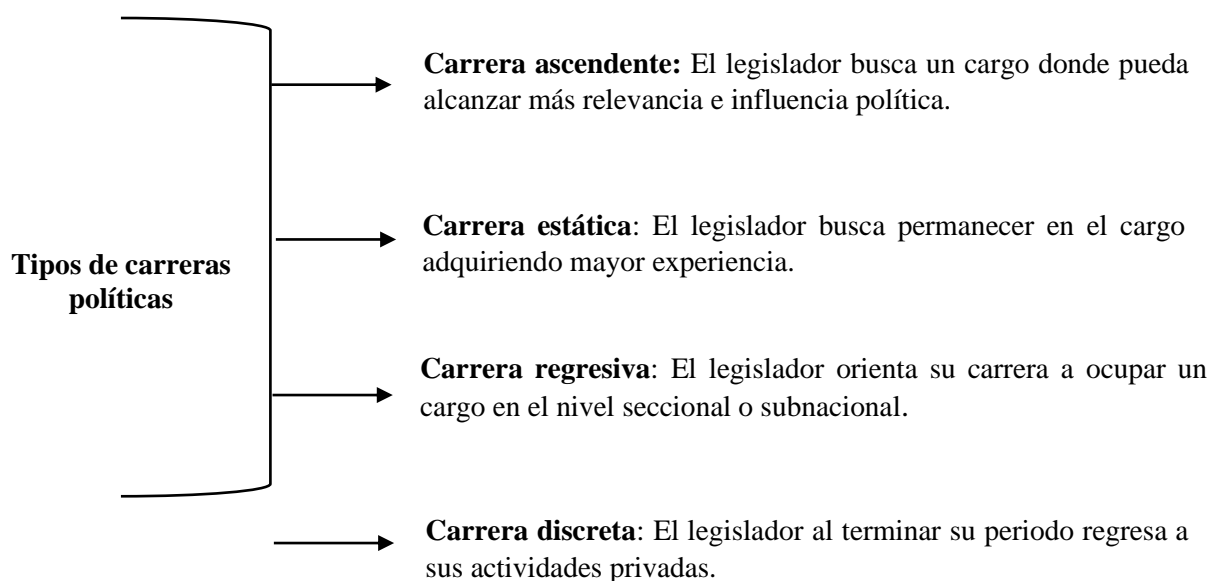 Tipos de carreras
políticas
Carrera ascendente: El legislador busca un cargo donde pueda
alcanzar más relevancia e influencia política.
Carrera estática: El legislador busca permanecer en el cargo
adquiriendo mayor experiencia.
Carrera regresiva: El legislador orienta su carrera a ocupar un
cargo en el nivel seccional o subnacional.
Carrera discreta: El legislador al terminar su periodo regresa a
sus actividades privadas.